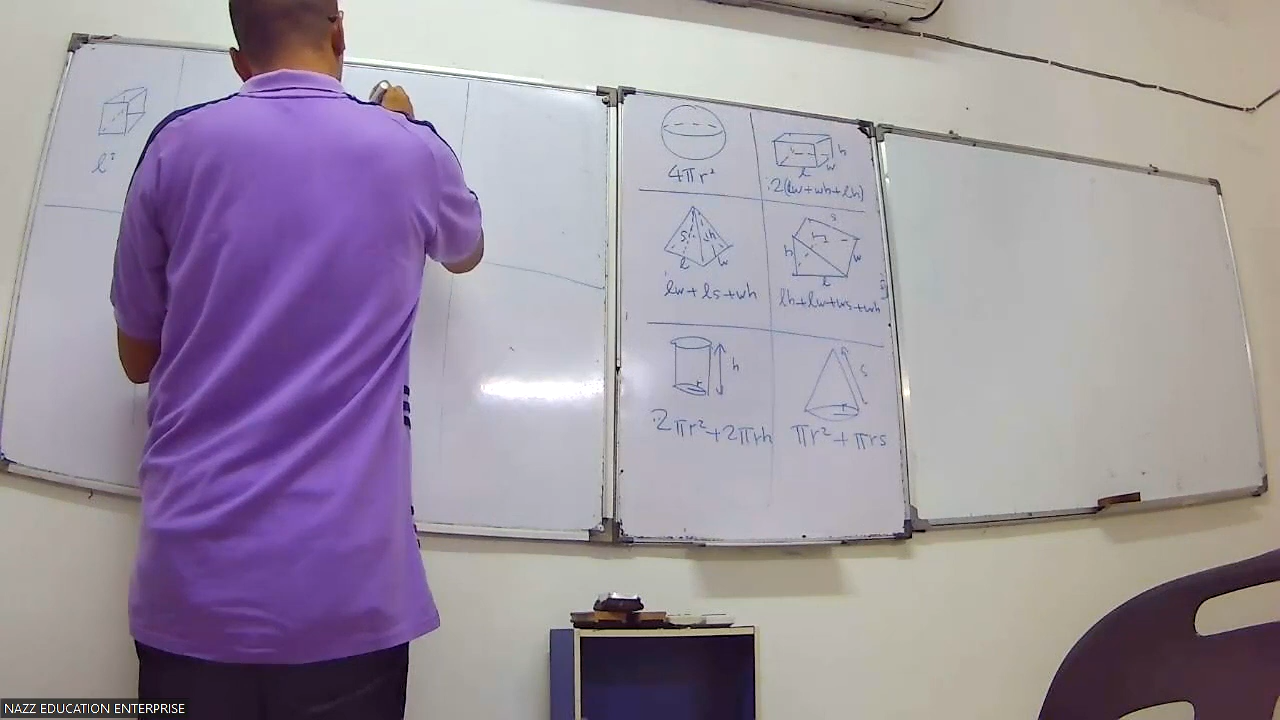 l³
4πr²
h
w
l
2(lw+wh+lh)
s
h
l
w
lw+ls+wh
s
h
w
l
lh+lw+ws+wh
h
r
2πr²+2πrh
s
r
πr²+πrs
NAZZ EDUCATION ENTERPRISE